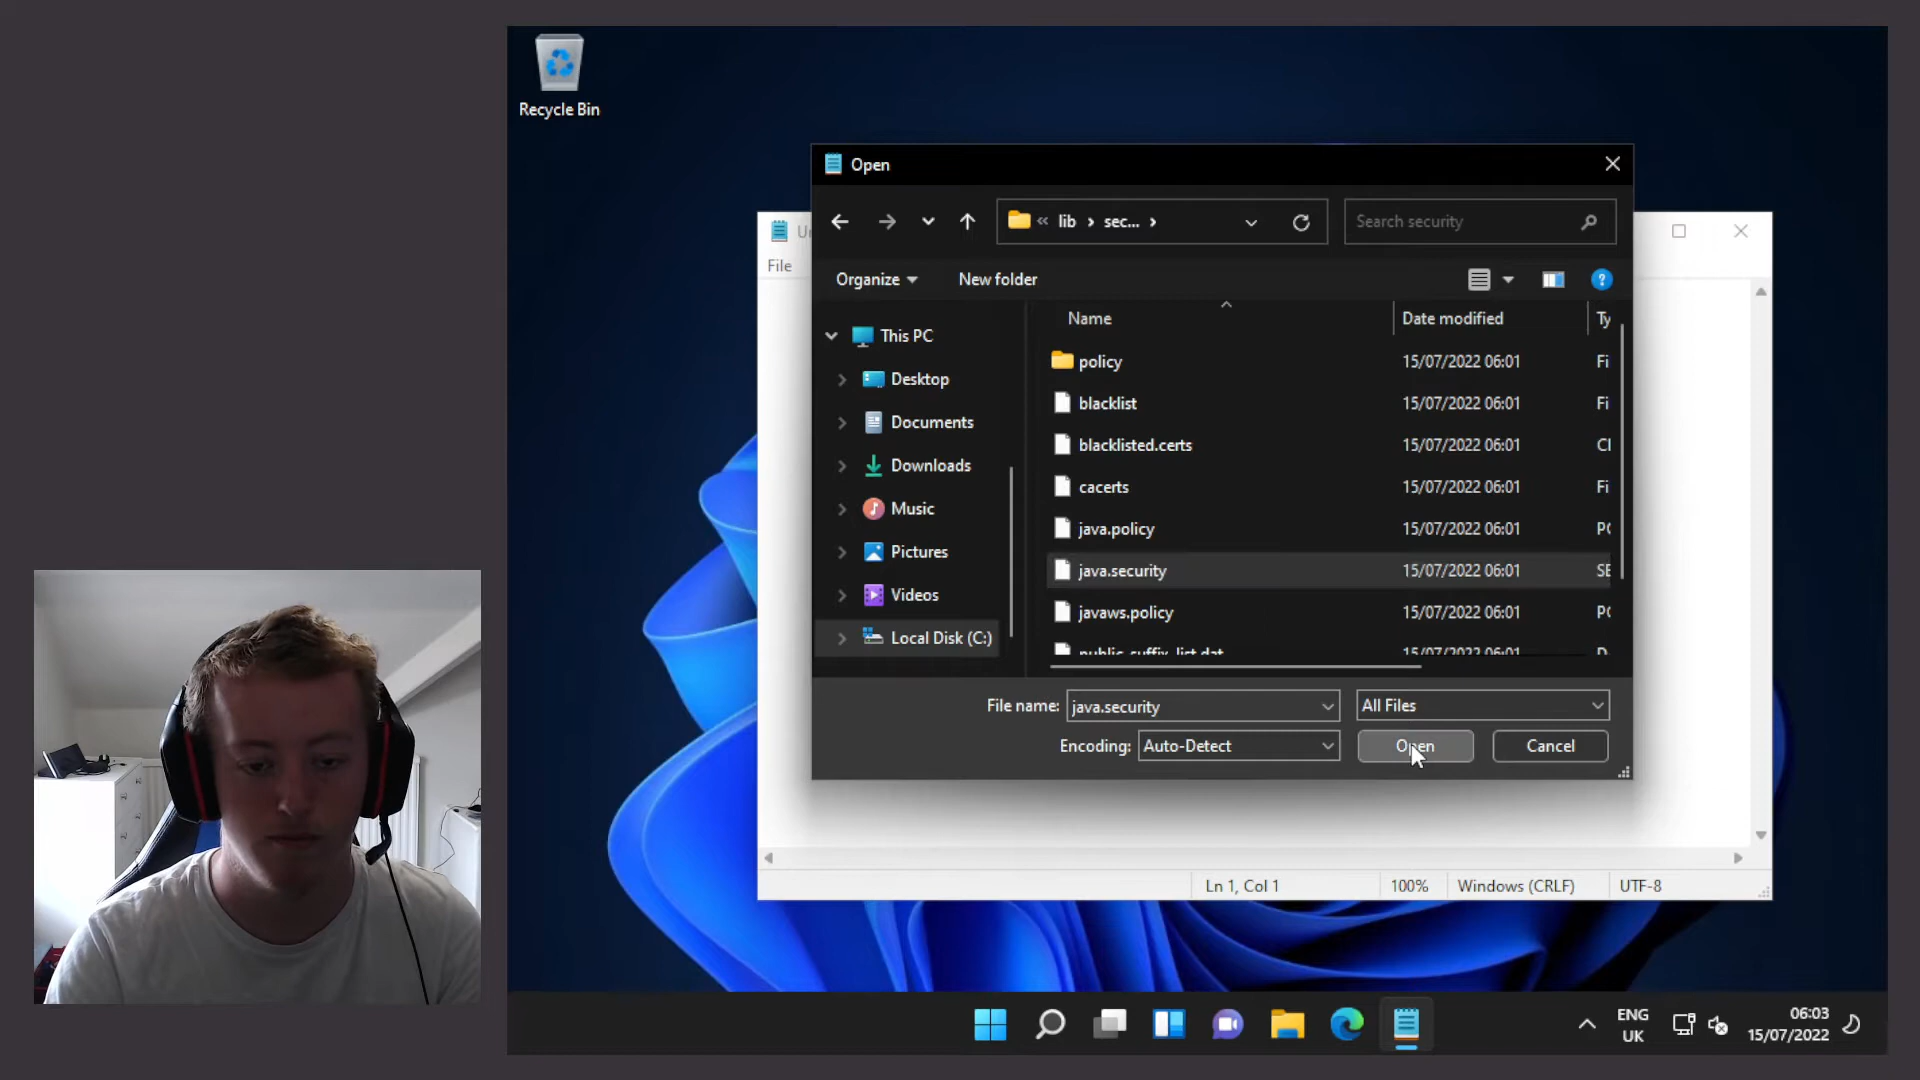 Recycle Bin
Open
lib
sec...
Search security
File
Organize
New folder
Name
Date modified
This PC
policy
15/07/2022 06:01
Fi
Desktop
blacklist
15/07/2022 06:01
Fi
Documents
blacklisted.certs
15/07/2022 06:01
Downloads
cacerts
15/07/2022 06:01
Fi
Music
java.policy
15/07/2022 06:01
Pictures
java.security
15/07/2022 06:01
Videos
javaws.policy
15/07/2022 06:01
Local Disk (C:)
public_suffix_list.dat
15/07/2022 06:01
File name:
java.security
All Files
Encoding:
Auto-Detect
Open
Cancel
Ln 1, Col 1
100%
Windows (CRLF)
UTF-8
ENG
UK
06:03
15/07/2022